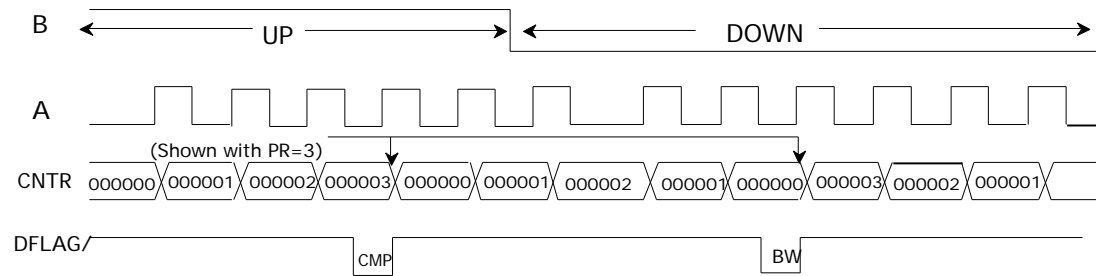 B
UP
DOWN
A
(Shown with PR=3)
CNTR 000000 000001 000002 000003 000000 000001 000002 000001 000000 000003 000002 000001
DFLAG/
CMP
BW